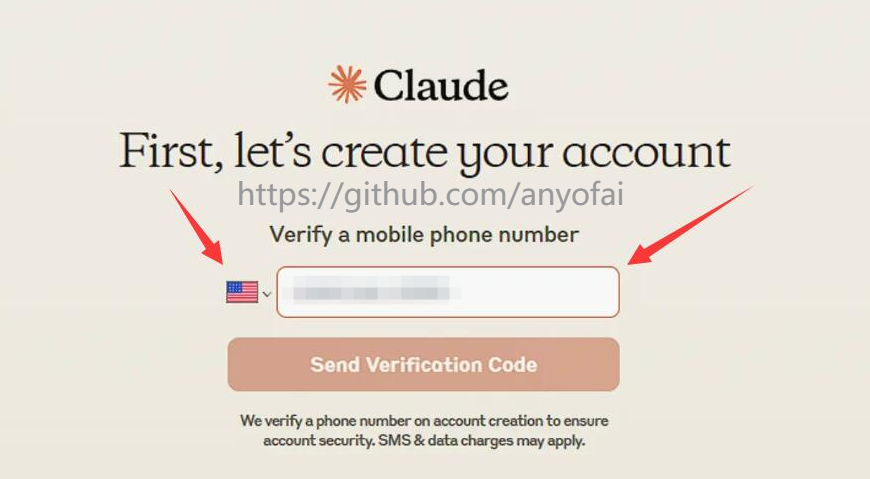 Claude
First, let's create your account
https://github.com/anyofai
Verify a mobile phone number
Send Verification Code
We verify a phone number on account creation to ensure
account security. SMS & data charges may apply.